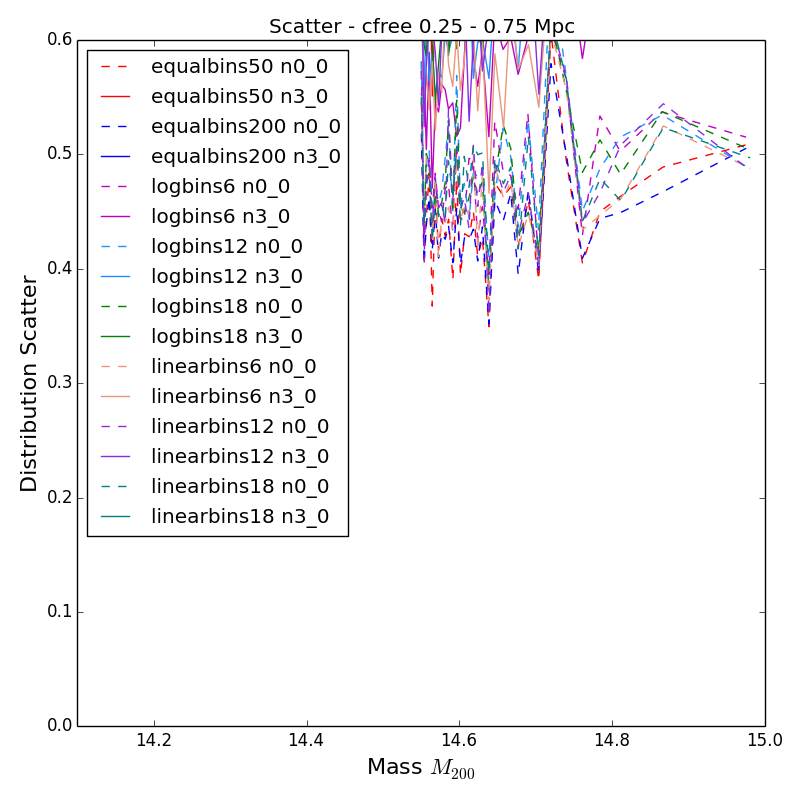 Scatter - cfree 0.25 - 0.75 Mpc
0.6
0.5
0.4
0.3
0.2
0.1
0.0
Distribution Scatter
equalbins50 n0_0
equalbins50 n3_0
equalbins200 n0_0
equalbins200 n3_0
logbins6 n0_0
logbins6 n3_0
logbins12 n0_0
logbins12 n3_0
logbins18 n0_0
logbins18 n3_0
linearbins6 n0_0
linearbins6 n3_0
linearbins12 n0_0
linearbins12 n3_0
linearbins18 n0_0
linearbins18 n3_0
14.2 14.4 14.6 14.8 15.0
Mass M_200